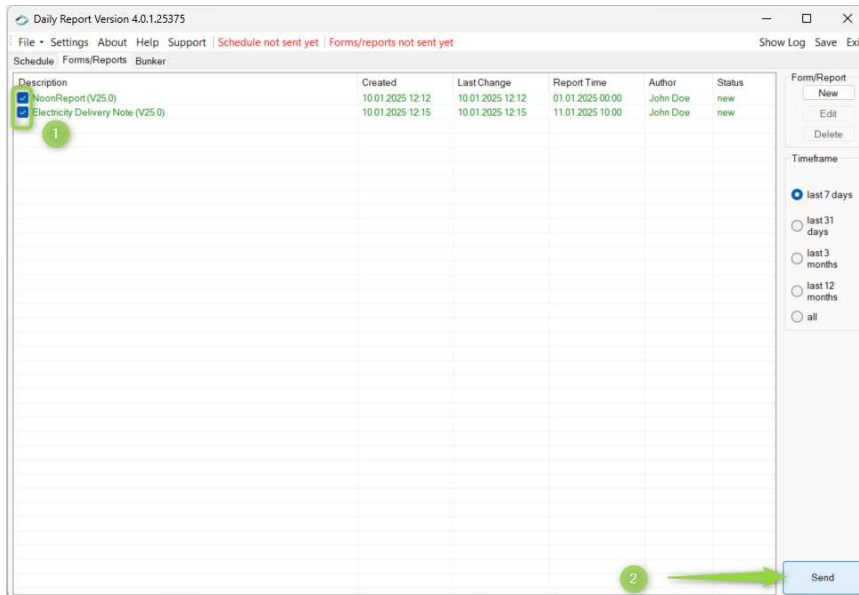 Daily Report Version 4.0.1.25375
File Settings About Help Support Schedule not sent yet Forms/reports not sent yet Show Log Save Exi
Schedule Forms/Reports Bunker
Description Created Last Change Report Time Author Status
NoonReport (V25.0) 10.01.2025 12:12 10.01.2025 12:12 01.01.2025 00:00 John Doe new
Electricity Delivery Note (V25.0) 10.01.2025 12:15 10.01.2025 12:15 11.01.2025 10:00 John Doe new
1
Form/Report
New
Edit
Delete
Timeframe
last 7 days
last 31
days
last 3
months
last 12
months
all
2
Send